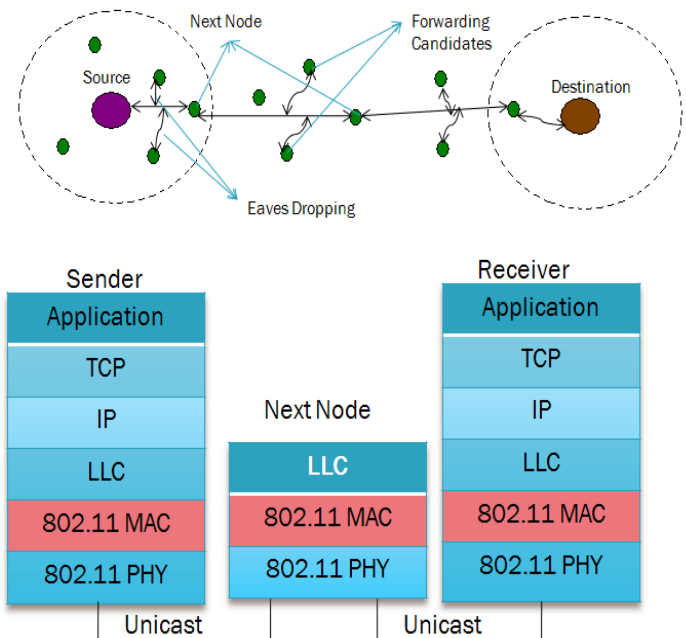 Next Node
Forwarding
Candidates
Source
Destination
Eaves Dropping
Sender
Application
TCP
IP
LLC
802.11 MAC
802.11 PHY
Next Node
LLC
802.11 MAC
802.11 PHY
Receiver
Application
TCP
IP
LLC
802.11 MAC
802.11 PHY
Unicast
Unicast